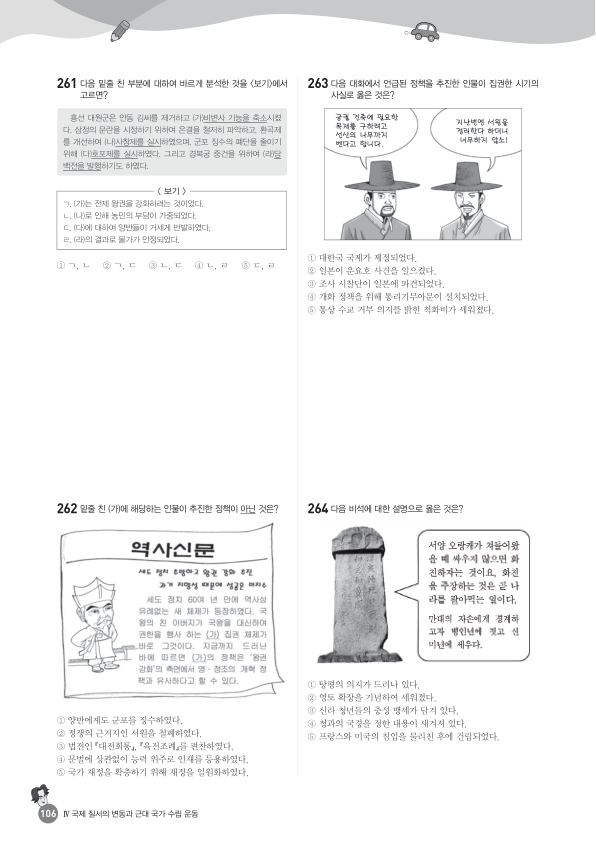 261 다음 밑줄 친 부분에 대하여 바르게 분석한 것을 〈보기〉에서
고르면?
흥선 대원군은 안동 김씨를 제거하고 (가)비변사 기능을 축소시켰
다. 삼정의 문란을 시정하기 위하여 은결을 철저히 파악하고, 환곡제
를 개선하여 (나)사창제를 실시하였으며, 군포 징수의 폐단을 줄이기
위해 (다)호포제를 실시하였다. 그리고 경복궁 중건을 위하여 (라)당
백전을 발행하기도 하였다.
〈 보기 〉
ㄱ. (가)는 전제 왕권을 강화하려는 것이었다.
ㄴ. (나)로 인해 농민의 부담이 가중되었다.
ㄷ. (다)에 대하여 양반들이 거세게 반발하였다.
ㄹ. (라)의 결과로 물가가 안정되었다.
① ㄱ, ㄴ ② ㄱ, ㄷ ③ ㄴ, ㄷ ④ ㄴ, ㄹ ⑤ ㄷ, ㄹ
262 밑줄 친 (가)에 해당하는 인물이 추진한 정책이 아닌 것은?
역사신문
세도 정치 추방하고 왕권 강화 추진
과거 지향성 때문에 성공은 미지수
세도 정치 60여 년 만에 역사상
유례없는 새 체제가 등장하였다. 국
왕의 친 아버지가 국왕을 대신하여
권한을 행사 하는 (가) 집권 체제가
바로 그것이다. 지금까지 드러난
바에 따르면 (가)의 정책은 '왕권
강화'의 측면에서 영·정조의 개혁 정
책과 유사하다고 할 수 있다.
① 양반에게도 군포를 징수하였다.
② 정쟁의 근거지인 서원을 철폐하였다.
③ 법전인 『대전회통』, 『육전조례』를 편찬하였다.
④ 문벌에 상관없이 능력 위주로 인재를 등용하였다.
⑤ 국가 재정을 확충하기 위해 재정을 일원화하였다.
263 다음 대화에서 언급된 정책을 추진한 인물이 집권한 시기의
사실로 옳은 것은?
궁궐 건축에 필요한
목재를 구하려고
선산의 나무까지
벤다고 합니다.
지난번엔 서원을
정리한다 하더니
너무하지 않소!
① 대한국 국제가 제정되었다.
② 일본이 운요호 사건을 일으켰다.
③ 조사 시찰단이 일본에 파견되었다.
④ 개화 정책을 위해 통리기무아문이 설치되었다.
⑤ 통상 수교 거부 의지를 밝힌 척화비가 세워졌다.
264 다음 비석에 대한 설명으로 옳은 것은?
서양 오랑캐가 쳐들어왔
을 때 싸우지 않으면 화
친하자는 것이요, 화친
을 주장하는 것은 곧 나
라를 팔아먹는 일이다.
만대의 자손에게 경계하
고자 병인년에 짓고 신
미년에 세우다.
① 탕평의 의지가 드러나 있다.
② 영토 확장을 기념하여 세워졌다.
③ 신라 청년들의 충성 맹세가 담겨 있다.
④ 청과의 국경을 정한 내용이 새겨져 있다.
⑤ 프랑스와 미국의 침입을 물리친 후에 건립되었다.
106 Ⅳ 국제 질서의 변동과 근대 국가 수립 운동